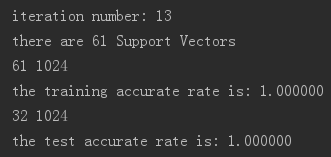 iteration number: 13
there are 61 Support Vectors
61 1024
the training accurate rate is: 1.000000
32 1024
the test accurate rate is: 1.000000